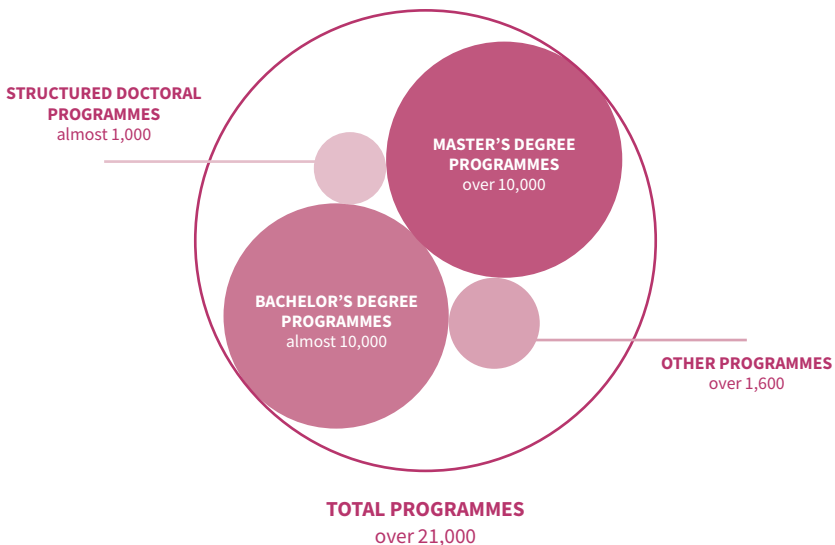 STRUCTURED DOCTORAL
PROGRAMMES
almost 1,000
MASTER’S DEGREE
PROGRAMMES
over 10,000
BACHELOR’S DEGREE
PROGRAMMES
almost 10,000
OTHER PROGRAMMES
over 1,600
TOTAL PROGRAMMES
over 21,000